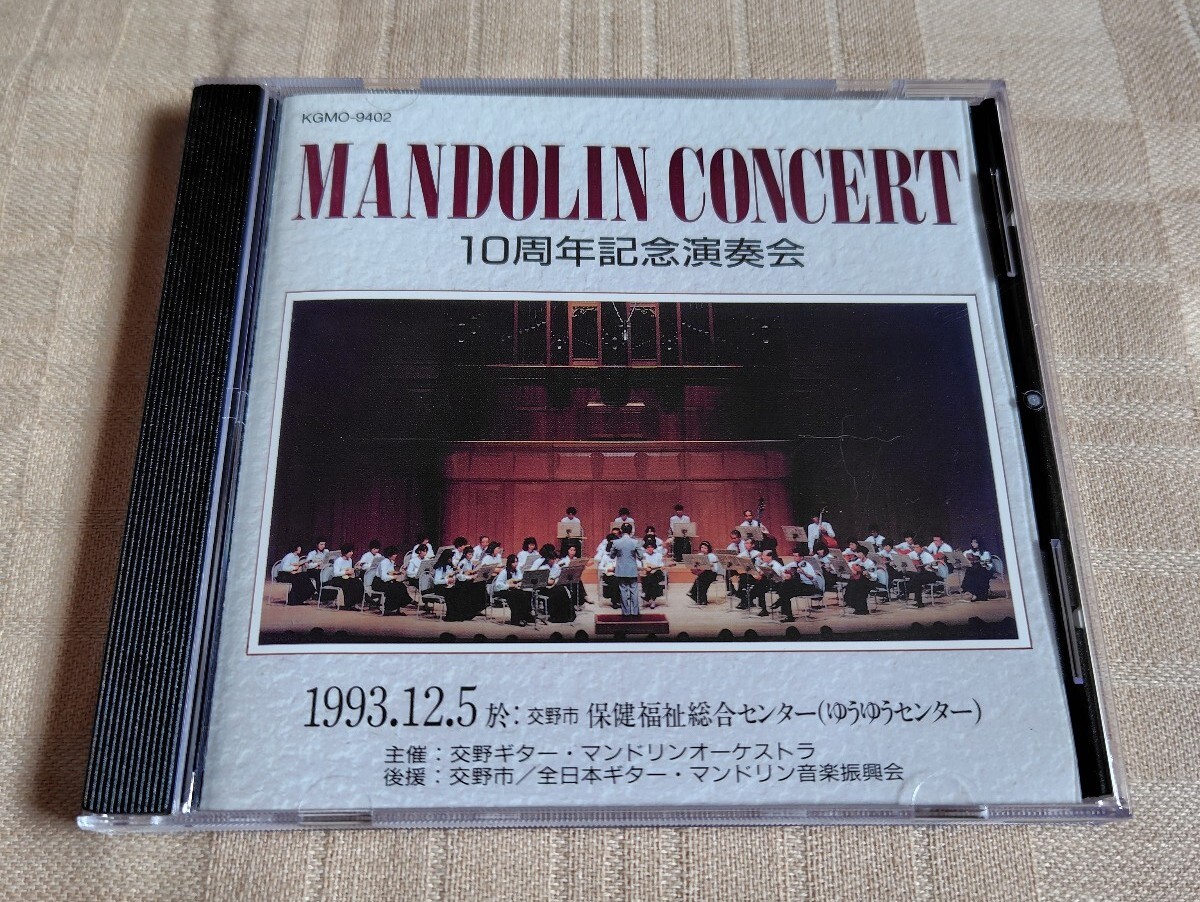 KGMO-9402
MANDOLIN CONCERT
10周年記念演奏会
1993.12.5 於: 交野市 保健福祉総合センター(ゆうゆうセンター)
主催:交野ギター・マンドリンオーケストラ
後援:交野市/全日本ギター・マンドリン音楽振興会